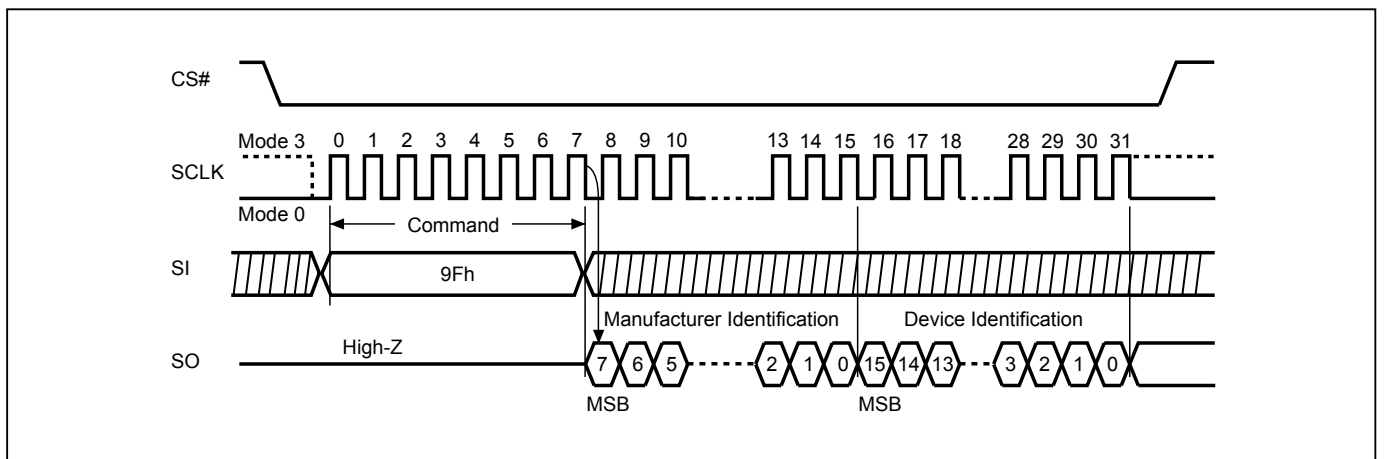 CS#
Mode 3 0 1 2 3 4 5 6 7 8 9 10 13 14 15 16 17 18 28 29 30 31
SCLK
Mode 0
Command
SI 9Fh
Manufacturer Identification Device Identification
High-Z
SO 7 6 5 2 1 0 15 14 13 3 2 1 0
MSB MSB